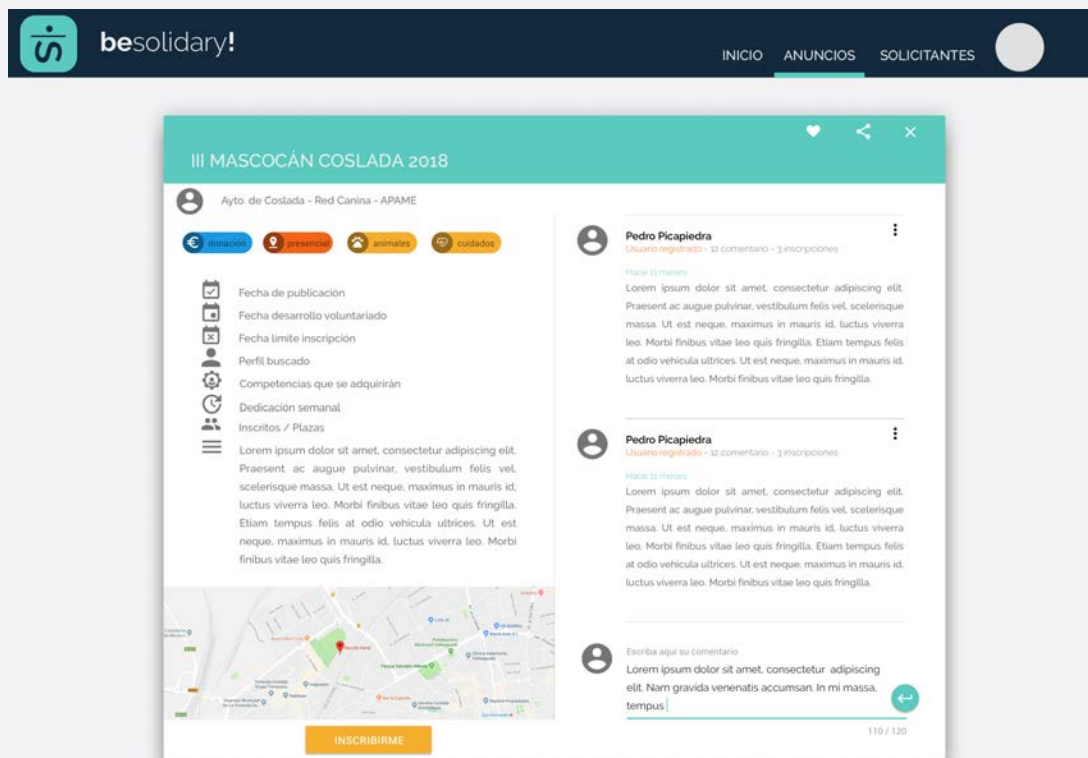 besolidary!
INICIO ANUNCIOS SOLICITANTES
III MASCOCÁN COSLADA 2018
Ayto. de Coslada - Red Canina - APAME
donación presencial animales cuidados
Fecha de publicación
Fecha desarrollo voluntariado
Fecha limite inscripción
Perfil buscado
Competencias que se adquirirán
Dedicación semanal
Inscritos / Plazas
Lorem ipsum dolor sit amet, consectetur adipiscing elit.
Praesent ac augue pulvinar, vestibulum felis vel,
scelerisque massa. Ut est neque, maximus in mauris id,
luctus viverra leo. Morbi finibus vitae leo quis fringilla.
Etiam tempus felis at odio vehicula ultrices. Ut est
neque, maximus in mauris id, luctus viverra leo. Morbi
finibus vitae leo quis fringilla.
INSCRIBIRME
Pedro Picapiedra
Usuario registrado - 12 comentario - 3 inscripciones
Hace 11 meses
Lorem ipsum dolor sit amet, consectetur adipiscing elit.
Praesent ac augue pulvinar, vestibulum felis vel, scelerisque
massa. Ut est neque, maximus in mauris id, luctus viverra
leo. Morbi finibus vitae leo quis fringilla. Etiam tempus felis
at odio vehicula ultrices. Ut est neque, maximus in mauris id,
luctus viverra leo. Morbi finibus vitae leo quis fringilla.
Pedro Picapiedra
Usuario registrado - 12 comentario - 3 inscripciones
Hace 11 meses
Lorem ipsum dolor sit amet, consectetur adipiscing elit.
Praesent ac augue pulvinar, vestibulum felis vel, scelerisque
massa. Ut est neque, maximus in mauris id, luctus viverra
leo. Morbi finibus vitae leo quis fringilla. Etiam tempus felis
at odio vehicula ultrices. Ut est neque, maximus in mauris id,
luctus viverra leo. Morbi finibus vitae leo quis fringilla.
Escriba aquí su comentario
Lorem ipsum dolor sit amet, consectetur adipiscing
elit. Nam gravida venenatis accumsan. In mi massa,
tempus
110 / 120